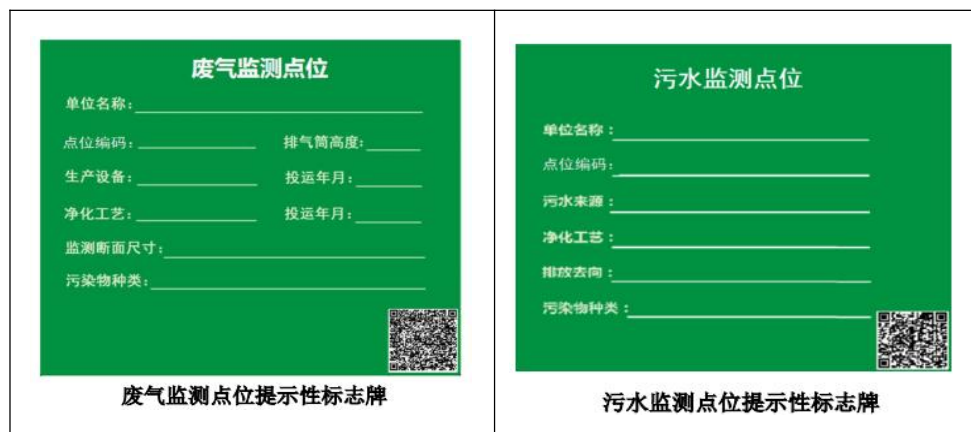 废气监测点位
单位名称：
点位编码： 排气筒高度：
生产设备： 投运年月：
净化工艺： 投运年月：
监测断面尺寸：
污染物种类：
废气监测点位提示性标志牌
污水监测点位
单位名称：
点位编码：
污水来源：
净化工艺：
排放去向：
污染物种类：
污水监测点位提示性标志牌